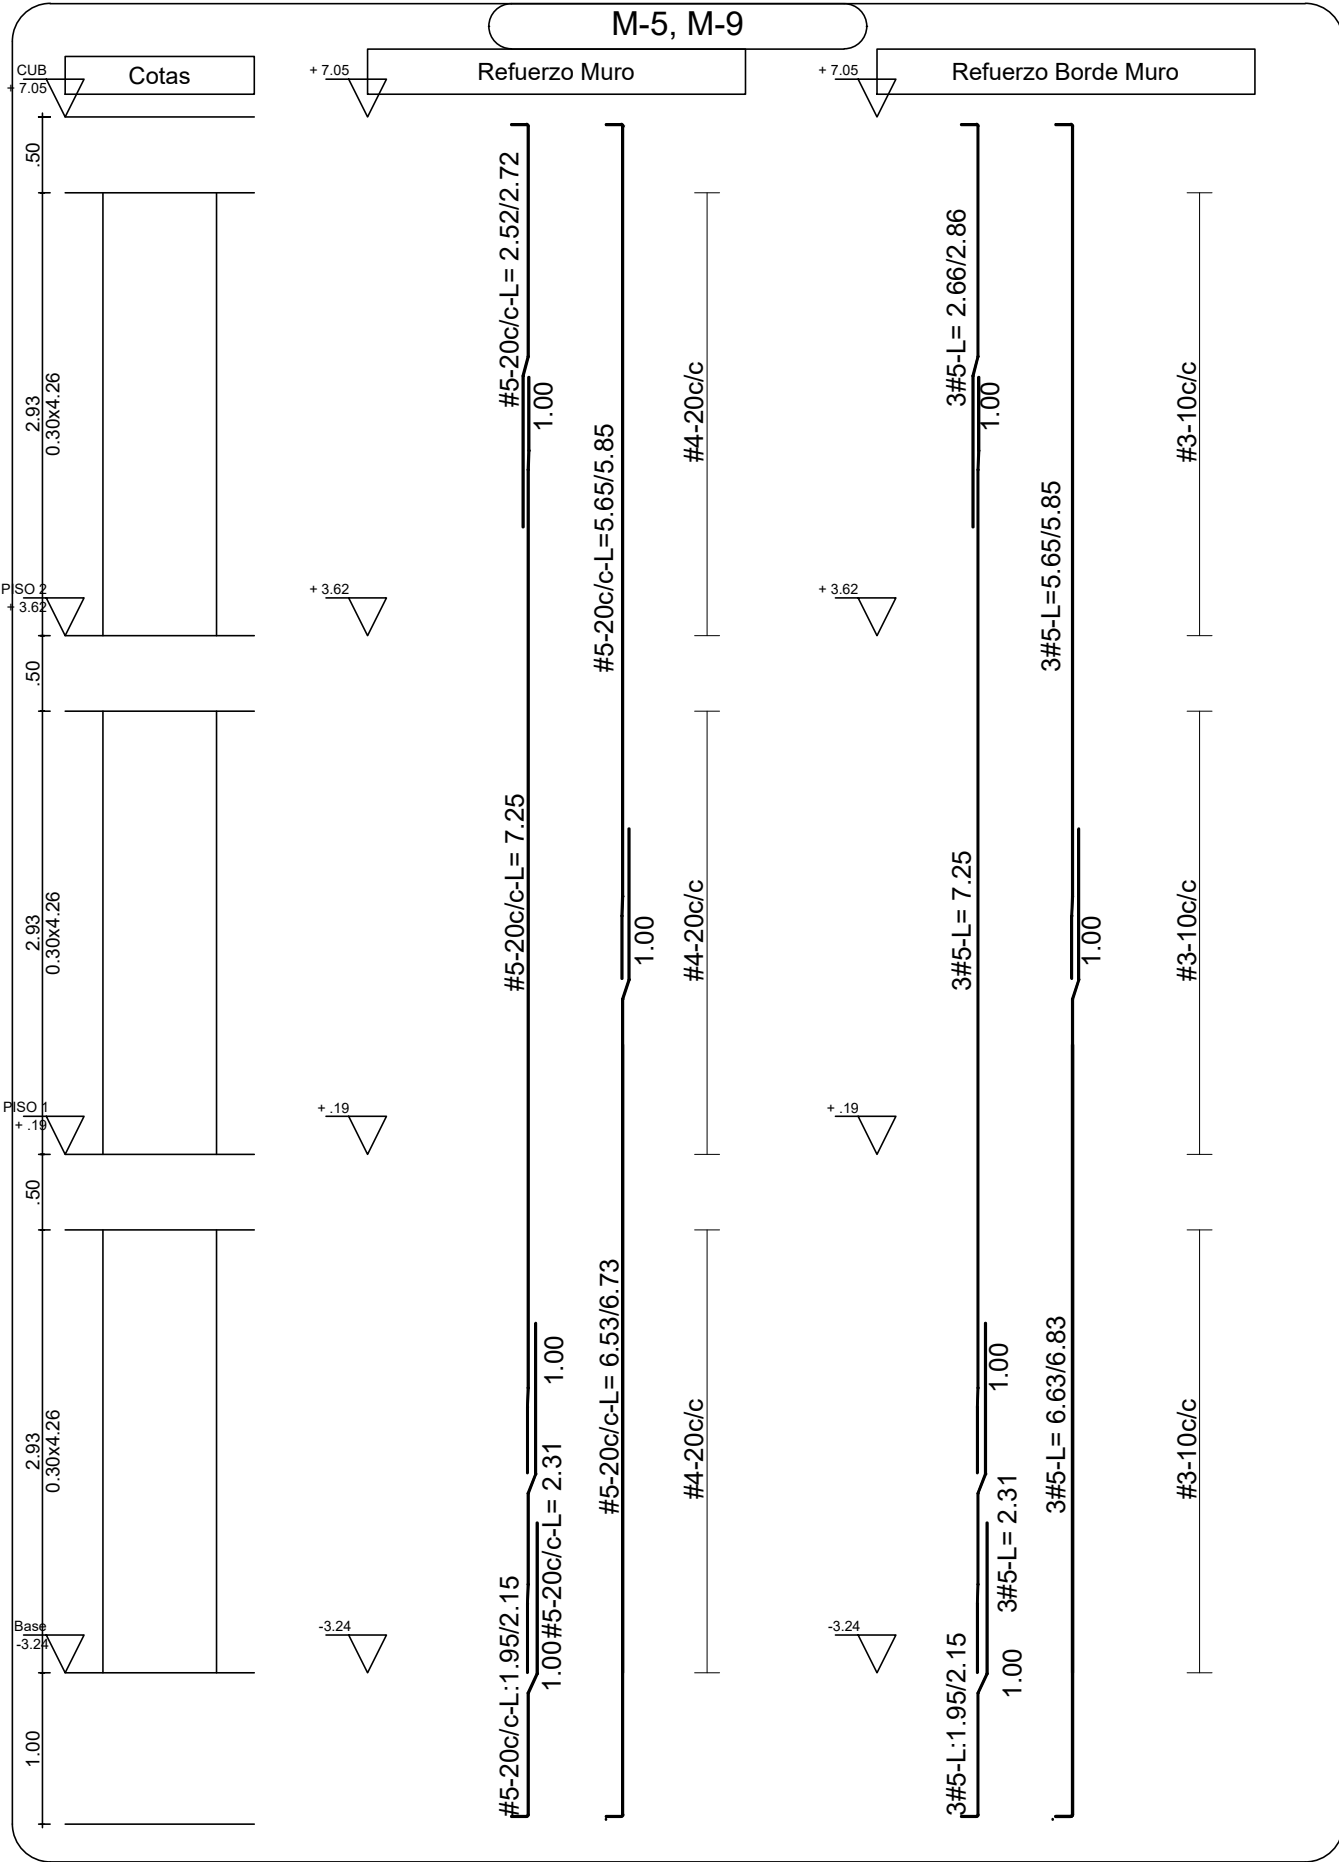 M-5, M-9
Cotas
Refuerzo Muro
Refuerzo Borde Muro
CUB
+ 7.05
+ 7.05
+ 7.05
.50
#5-20c/c-L= 2.52/2.72
1.00
3#5-L= 2.66/2.86
1.00
2.93
0.30x4.26
#4-20c/c
#3-10c/c
#5-20c/c-L=5.65/5.85
3#5-L=5.65/5.85
PISO 2
+ 3.62
+ 3.62
+ 3.62
.50
#5-20c/c-L= 7.25
3#5-L= 7.25
2.93
0.30x4.26
1.00
#4-20c/c
1.00
#3-10c/c
PISO 1
+ .19
+ .19
+ .19
.50
#5-20c/c-L= 6.53/6.73
3#5-L= 6.63/6.83
1.00
1.00
2.93
0.30x4.26
#4-20c/c
#3-10c/c
1.00#5-20c/c-L= 2.31
3#5-L= 2.31
1.00
Base
-3.24
-3.24
-3.24
#5-20c/c-L:1.95/2.15
3#5-L:1.95/2.15
1.00